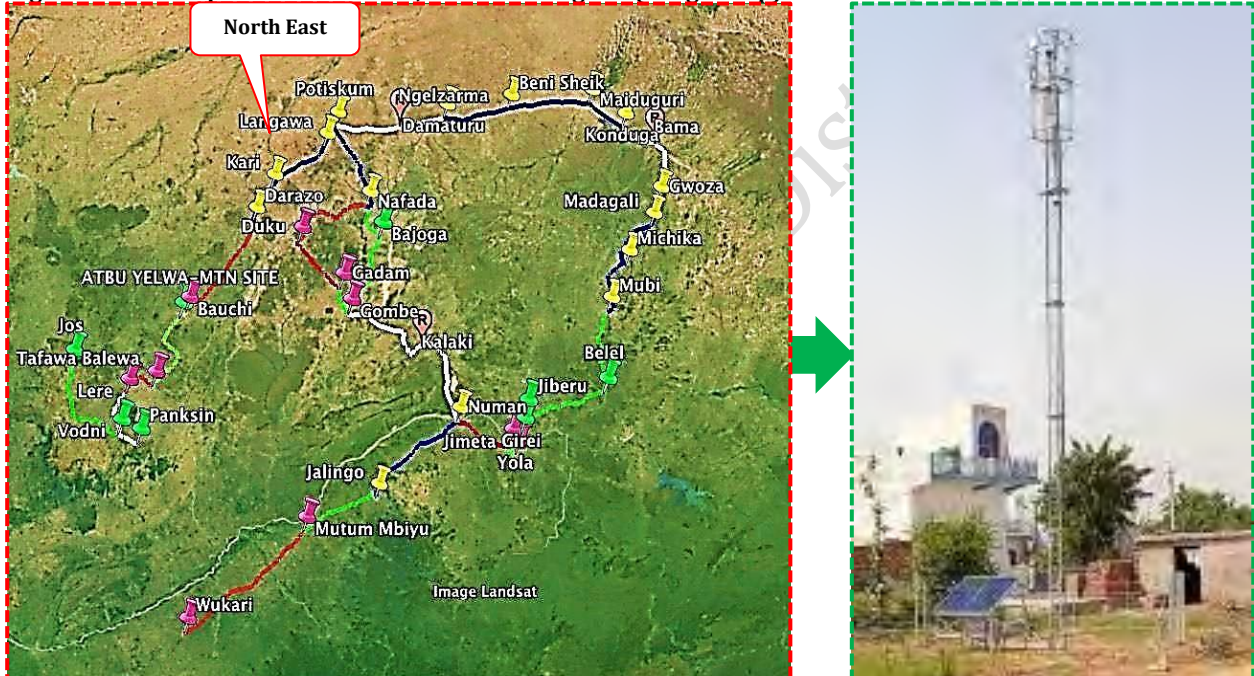 North East
Potiskum
Ngelzarma
Beni Sheik
Maiduguri
Langawa
Damaturu
Konduga
Bama
Kari
Gwoza
Darazo
Nafada
Madagali
Duku
Bajoga
Michika
ATBU YELWA-MTN SITE
Gadam
Mubi
Bauchi
Gombe
Jos
Kalaki
Tafawa Balewa
Belel
Lere
Jiberu
Panksin
Numan
Vodni
Jimeta Girei
Yola
Jalingo
Mutum Mbiyu
Image Landsat
Wukari
R